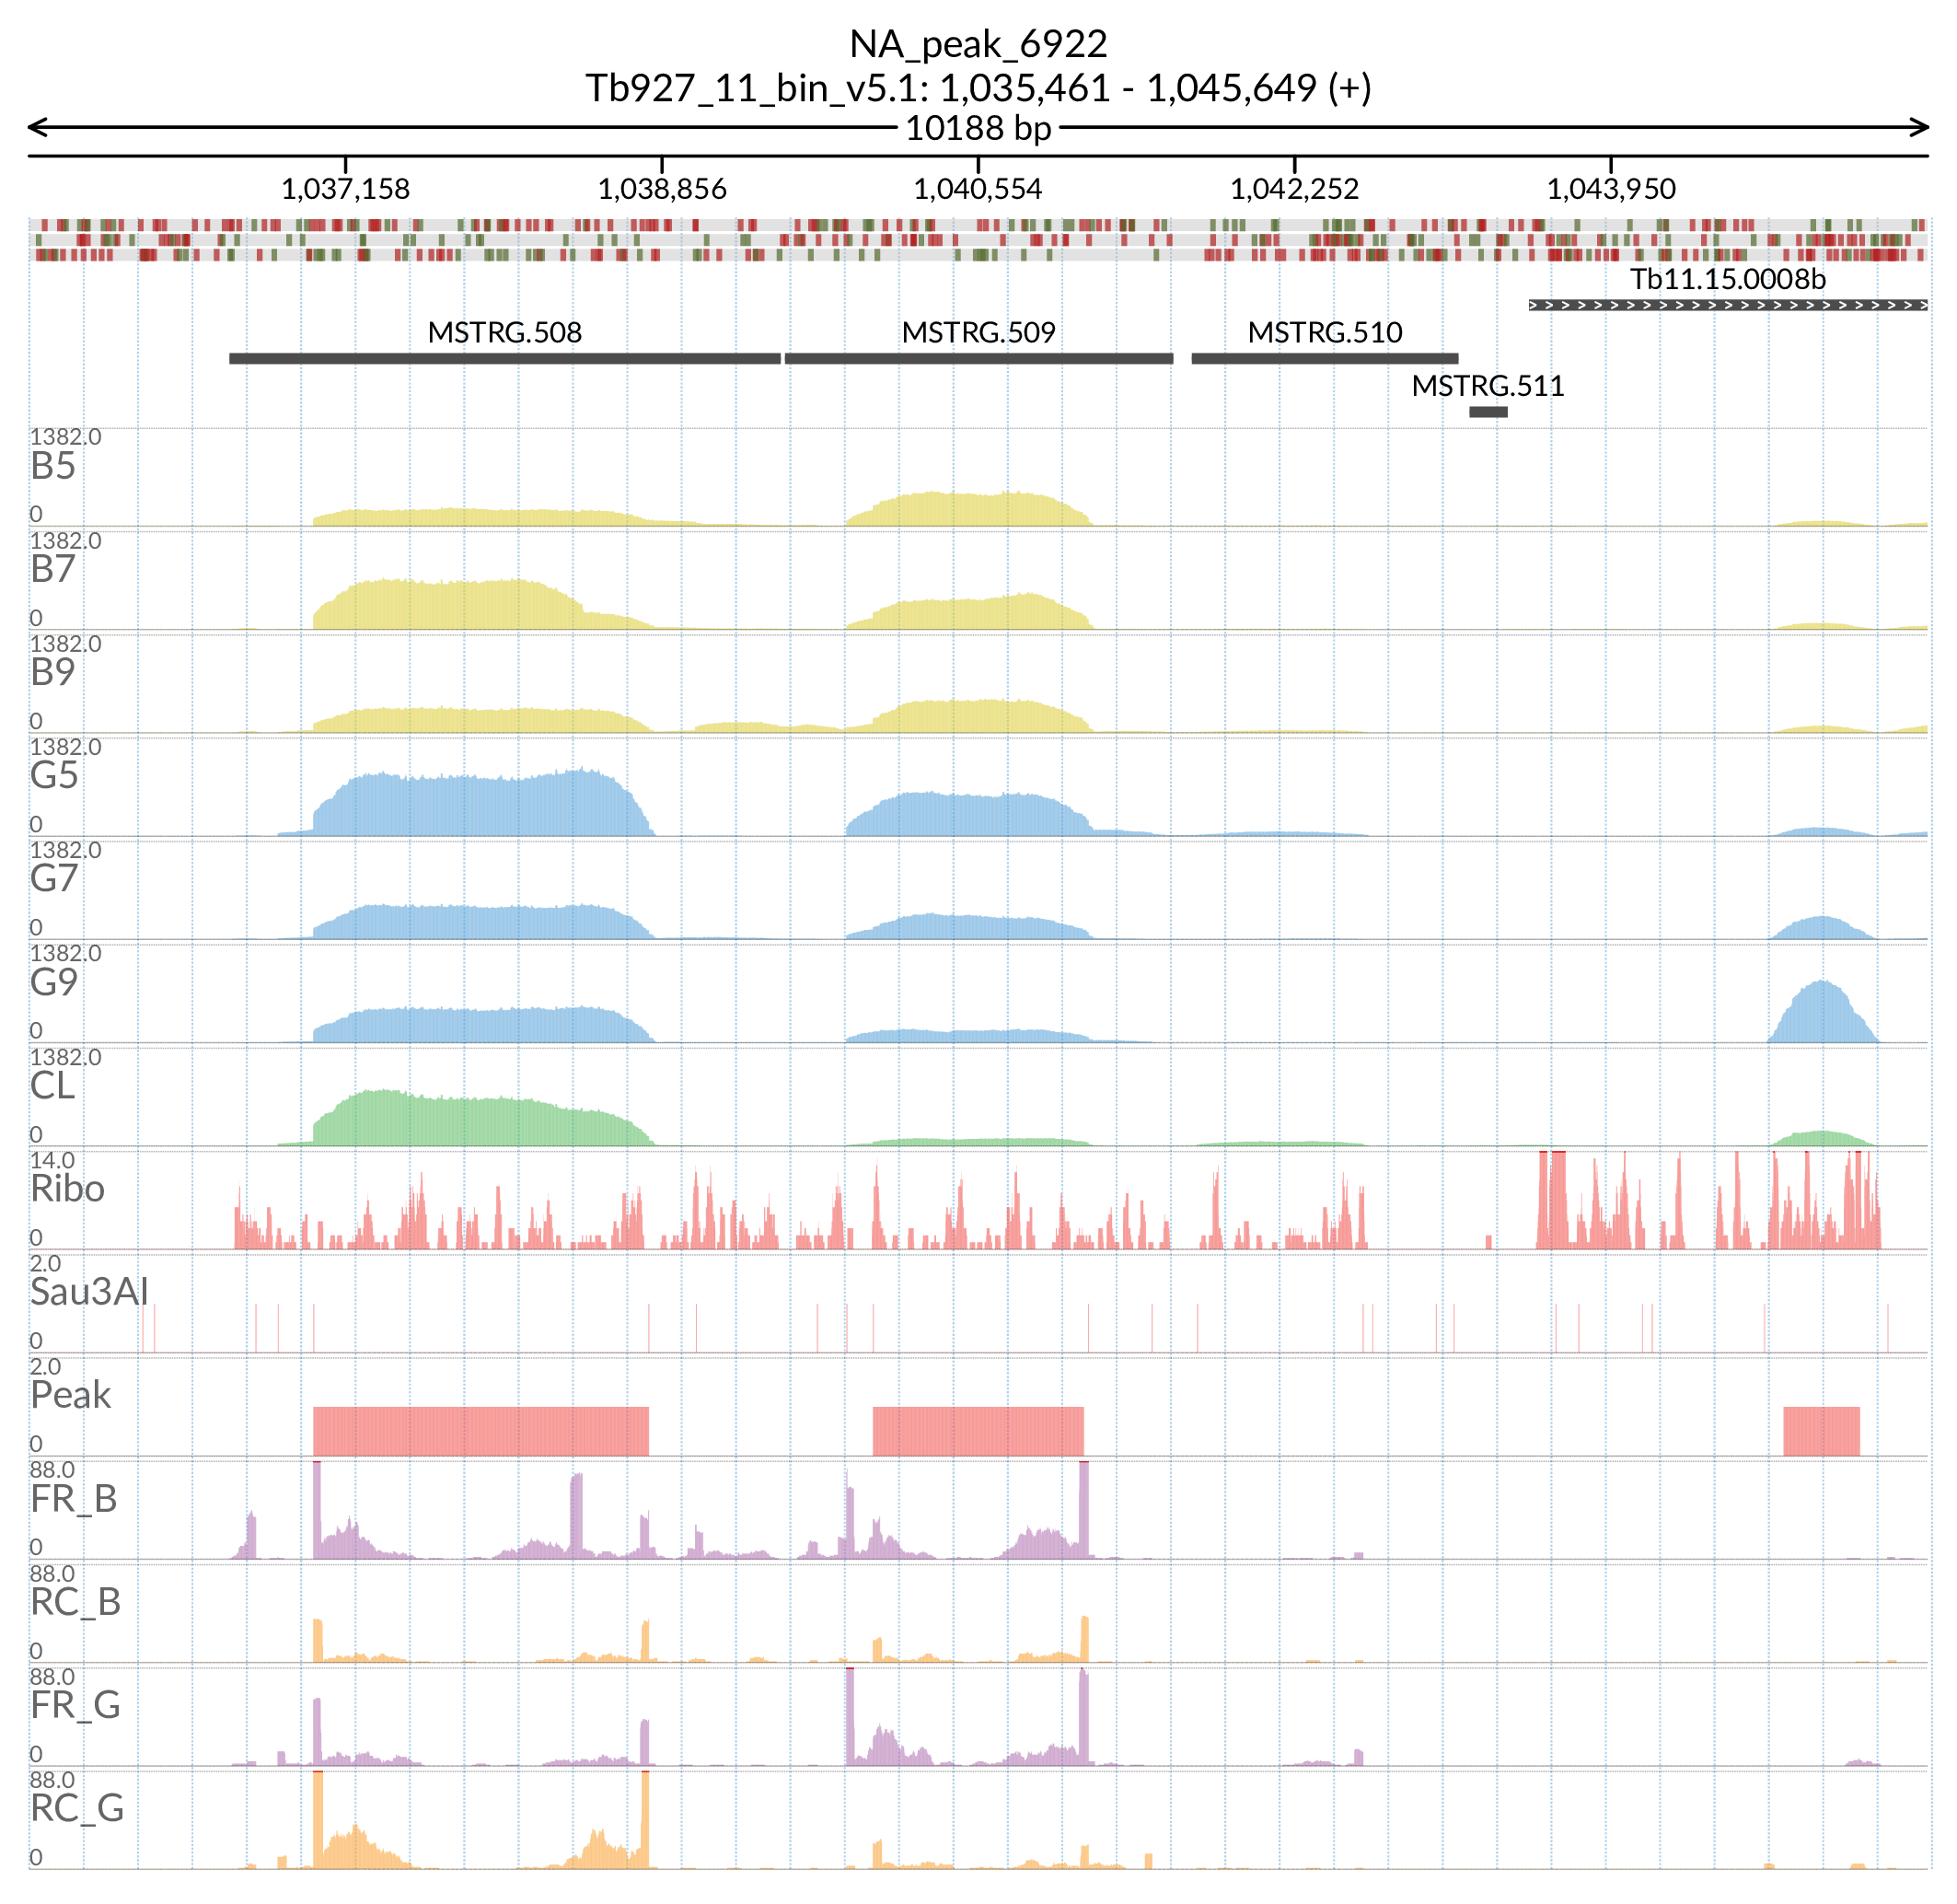 NA_peak_6922
Tb927_11_bin_v5.1: 1,035,461 - 1,045,649 (+)
10188 bp
1,037,158 1,038,856 1,040,554 1,042,252 1,043,950
Tb11.15.0008b
MSTRG.508 MSTRG.509 MSTRG.510
MSTRG.511
1382.0
B5
0
1382.0
B7
0
1382.0
B9
0
1382.0
G5
0
1382.0
G7
0
1382.0
G9
0
1382.0
CL
0
14.0
Ribo
0
2.0
Sau3AI
0
2.0
Peak
0
88.0
FR_B
0
88.0
RC_B
0
88.0
FR_G
0
88.0
RC_G
0